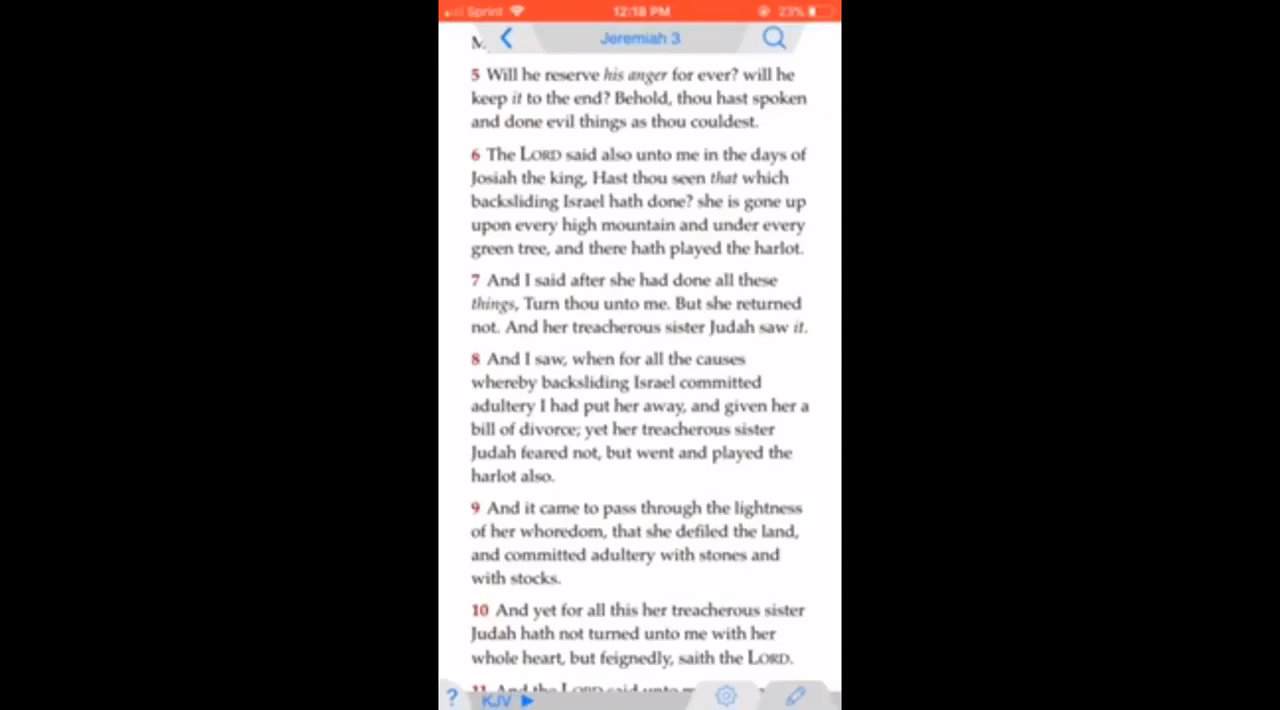 Sprint 12:18 PM 23%
M.
Jeremiah 3
5 Will he reserve his anger for ever? will he
keep it to the end? Behold, thou hast spoken
and done evil things as thou couldest.
6 The LORD said also unto me in the days of
Josiah the king, Hast thou seen that which
backsliding Israel hath done? she is gone up
upon every high mountain and under every
green tree, and there hath played the harlot.
7 And I said after she had done all these
things, Turn thou unto me. But she returned
not. And her treacherous sister Judah saw it.
8 And I saw, when for all the causes
whereby backsliding Israel committed
adultery I had put her away, and given her a
bill of divorce; yet her treacherous sister
Judah feared not, but went and played the
harlot also.
9 And it came to pass through the lightness
of her whoredom, that she defiled the land,
and committed adultery with stones and
with stocks.
10 And yet for all this her treacherous sister
Judah hath not turned unto me with her
whole heart, but feignedly, saith the LORD.
11 And the LORD said unto
? KJV